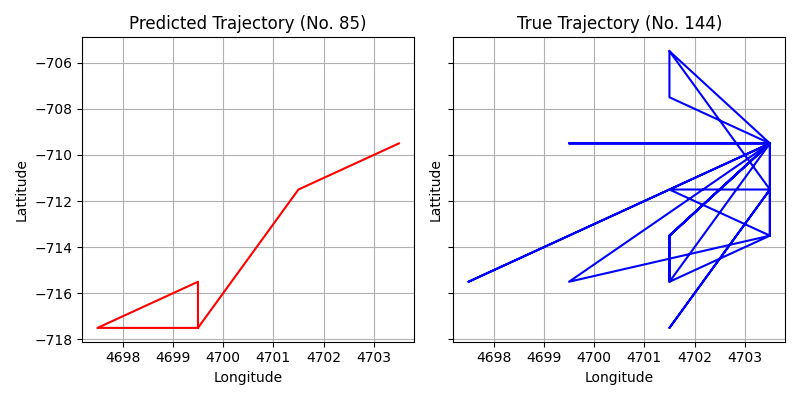 Predicted Trajectory (No. 85)
True Trajectory (No. 144)
Lattitude
−706
−708
−710
−712
−714
−716
−718
4698 4699 4700 4701 4702 4703
Longitude
Lattitude
4698 4699 4700 4701 4702 4703
Longitude